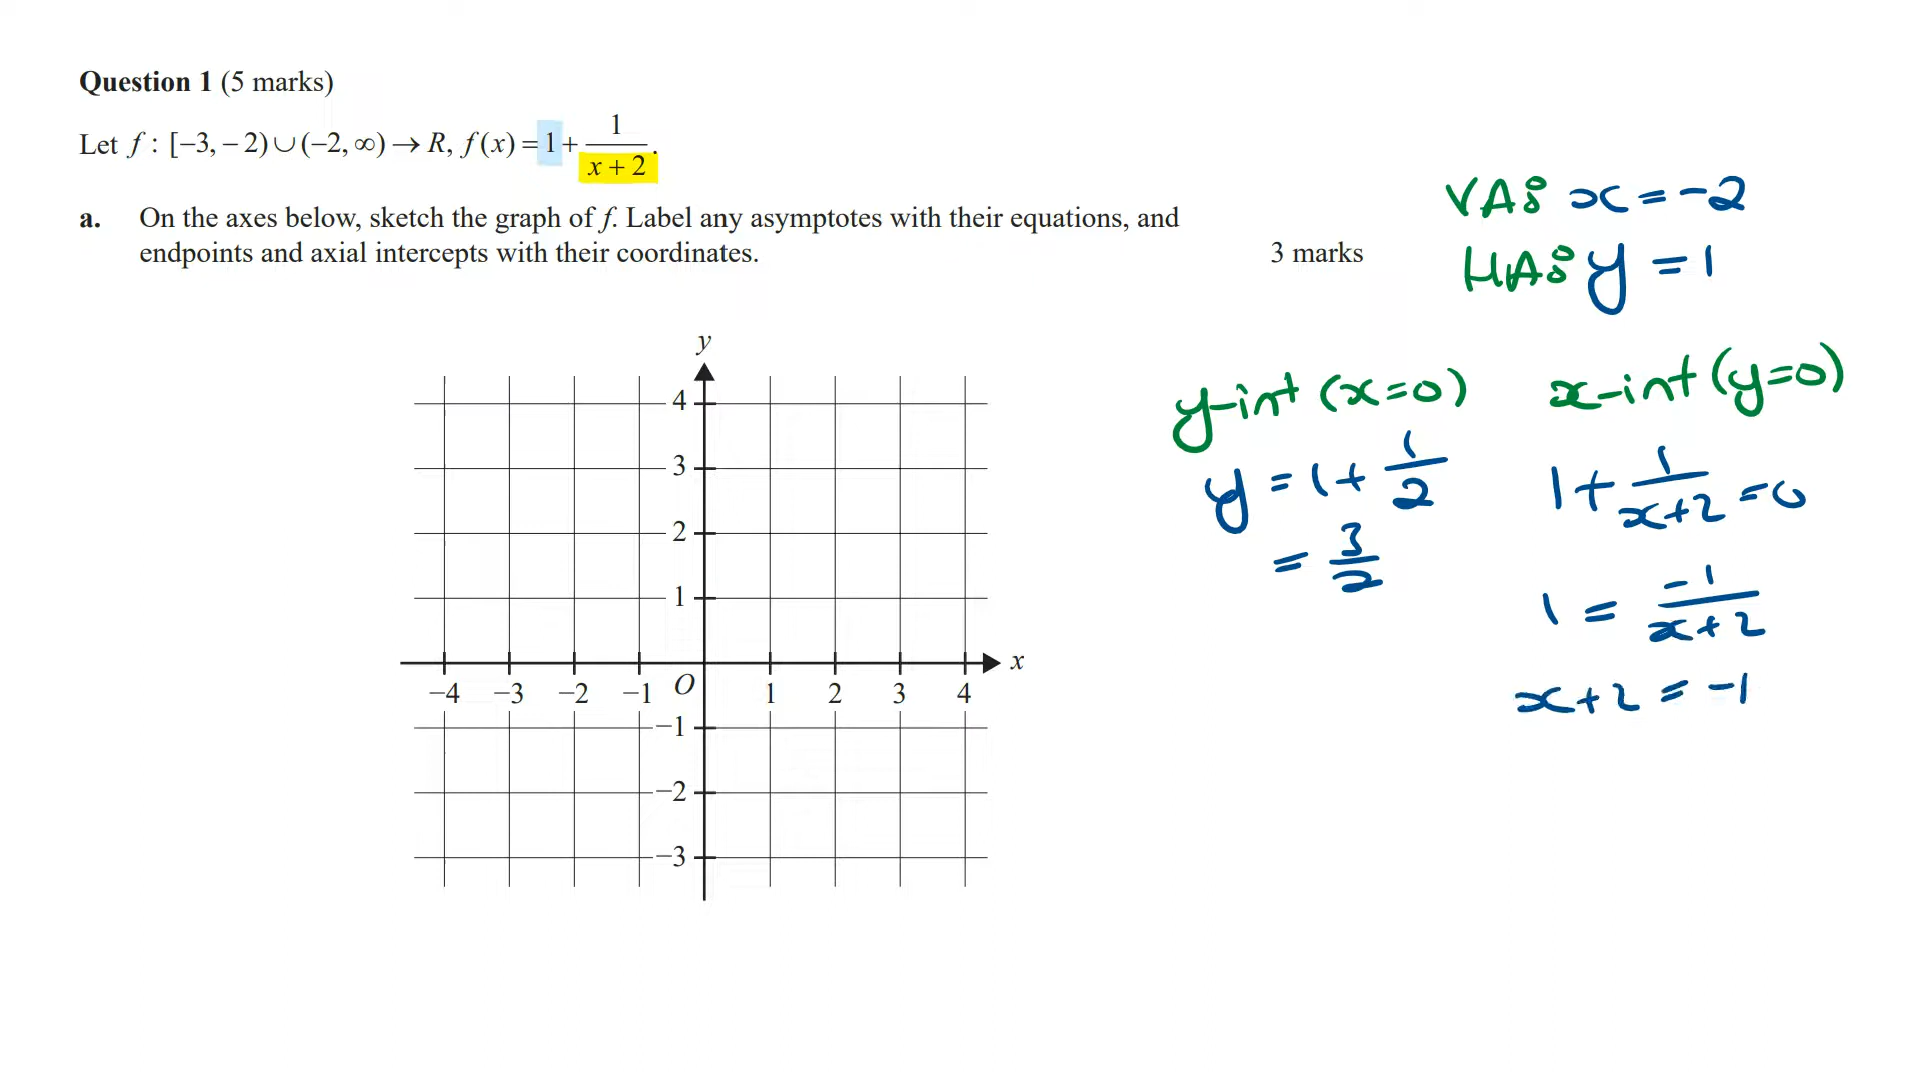 Question 1 (5 marks)
Let f : [−3, −2) ∪ (−2, ∞) → R, f(x) = 1 + 1/(x + 2).
a. On the axes below, sketch the graph of f. Label any asymptotes with their equations, and
endpoints and axial intercepts with their coordinates.
3 marks
VA: x = -2
HA: y = 1
y-int (x=0)
y = 1 + 1/2
= 3/2
x-int (y=0)
1 + 1/(x+2) = 0
1 = -1/(x+2)
x+2 = -1
y
4
3
2
1
x
−4 −3 −2 −1 O 1 2 3 4
−1
−2
−3